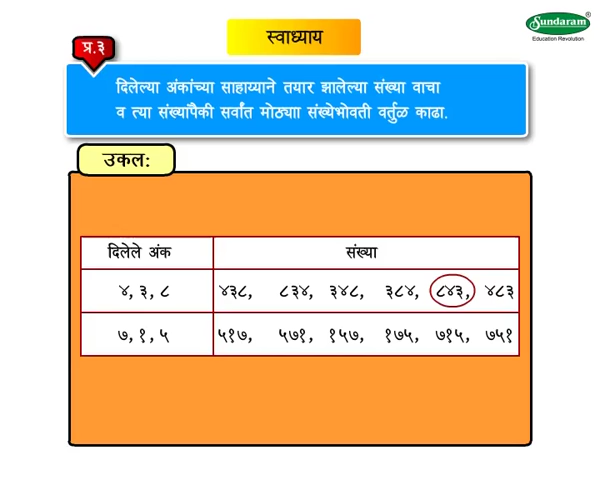 Sundaram®
Education Revolution
स्वाध्याय
प्र.३
दिलेल्या अंकांच्या साहाय्याने तयार झालेल्या संख्या वाचा
व त्या संख्यांपैकी सर्वांत मोठ्याा संख्येभोवती वर्तुळ काढा.
उकल:
दिलेले अंक संख्या
४, ३, ८ ४३८, ८३४, ३४८, ३८४, ८४३, ४८३
७, १, ५ ५१७, ५७१, १५७, १७५, ७१५, ७५१